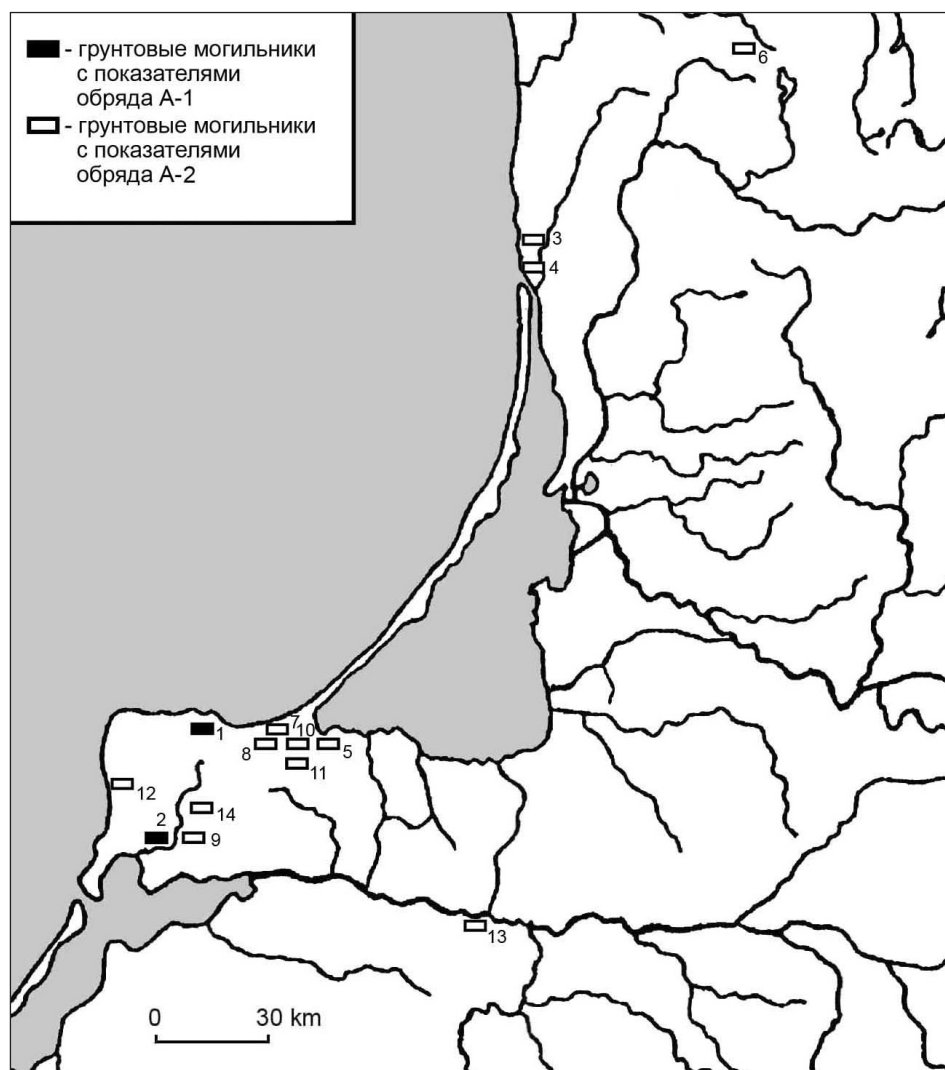 - грунтовые могильники
с показателями
обряда А-1
- грунтовые могильники
с показателями
обряда А-2
6
3
4
7
1
10
8
5
11
12
14
2
9
13
0 30 km